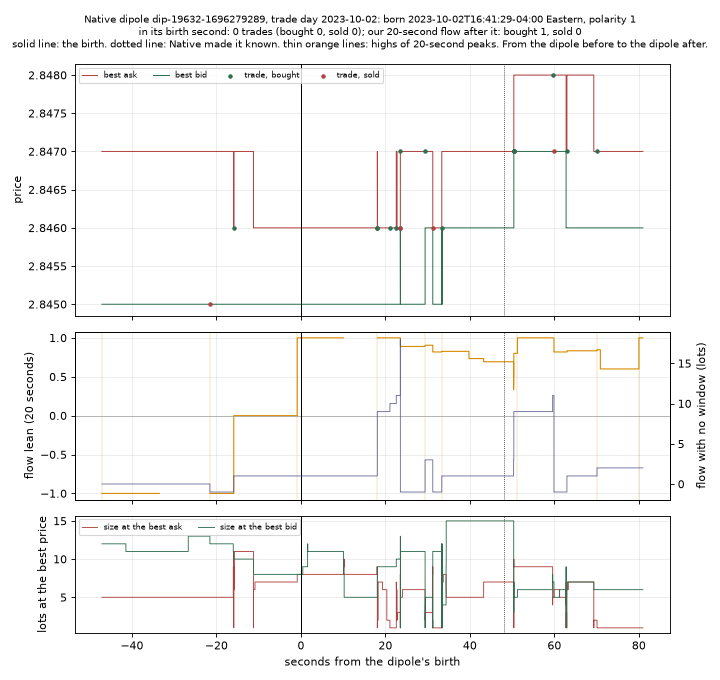 Native dipole dip-19632-1696279289, trade day 2023-10-02: born 2023-10-02T16:41:29-04:00 Eastern, polarity 1
in its birth second: 0 trades (bought 0, sold 0); our 20-second flow after it: bought 1, sold 0
solid line: the birth. dotted line: Native made it known. thin orange lines: highs of 20-second peaks. From the dipole before to the dipole after.
best ask
best bid
trade, bought
trade, sold
2.8480
2.8470
2.8465
2.8460
2.8455
2.8450
price
1.0
0.5
0.0
−0.5
−1.0
flow lean (20 seconds)
15
10
5
0
flow with no window (lots)
size at the best ask
size at the best bid
15
10
5
lots at the best price
−40
−20
0
20
40
60
80
seconds from the dipole's birth